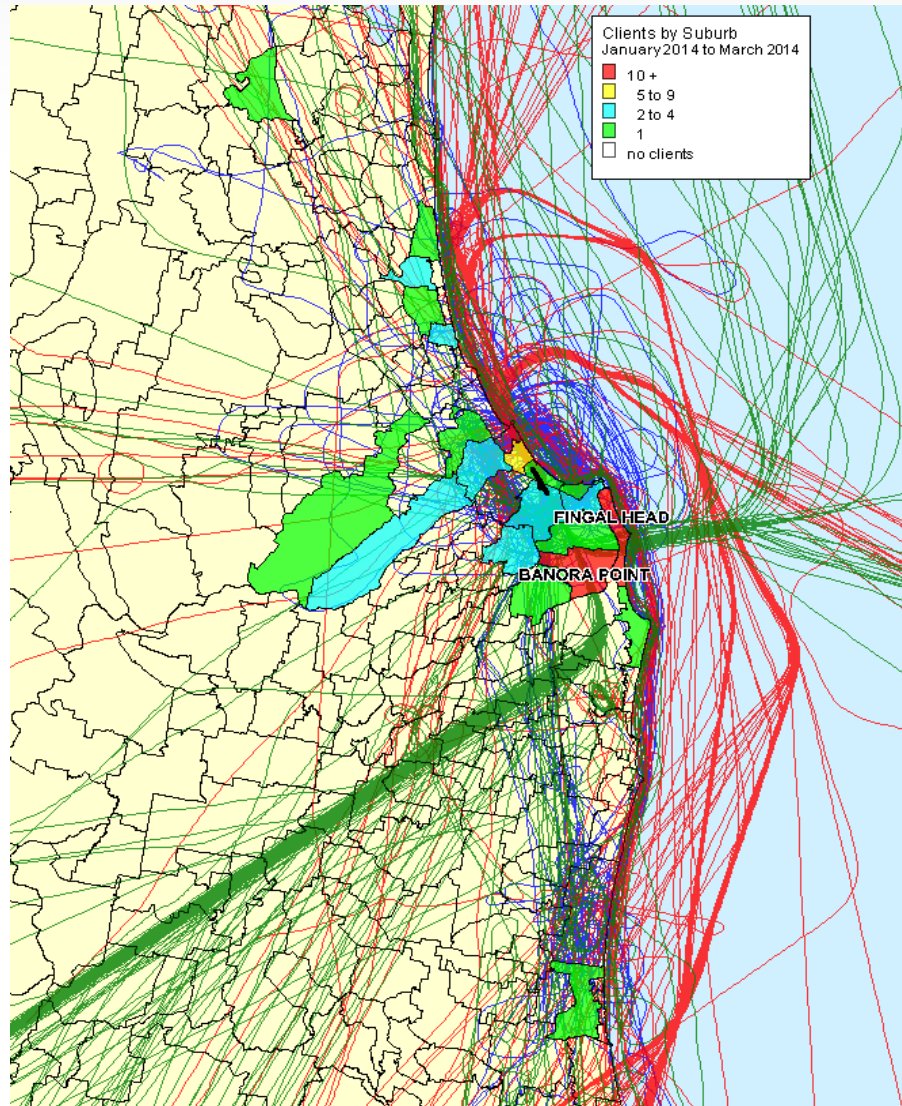 Clients by Suburb
January 2014 to March 2014
10 +
5 to 9
2 to 4
1
no clients
FINGAL HEAD
BANORA POINT